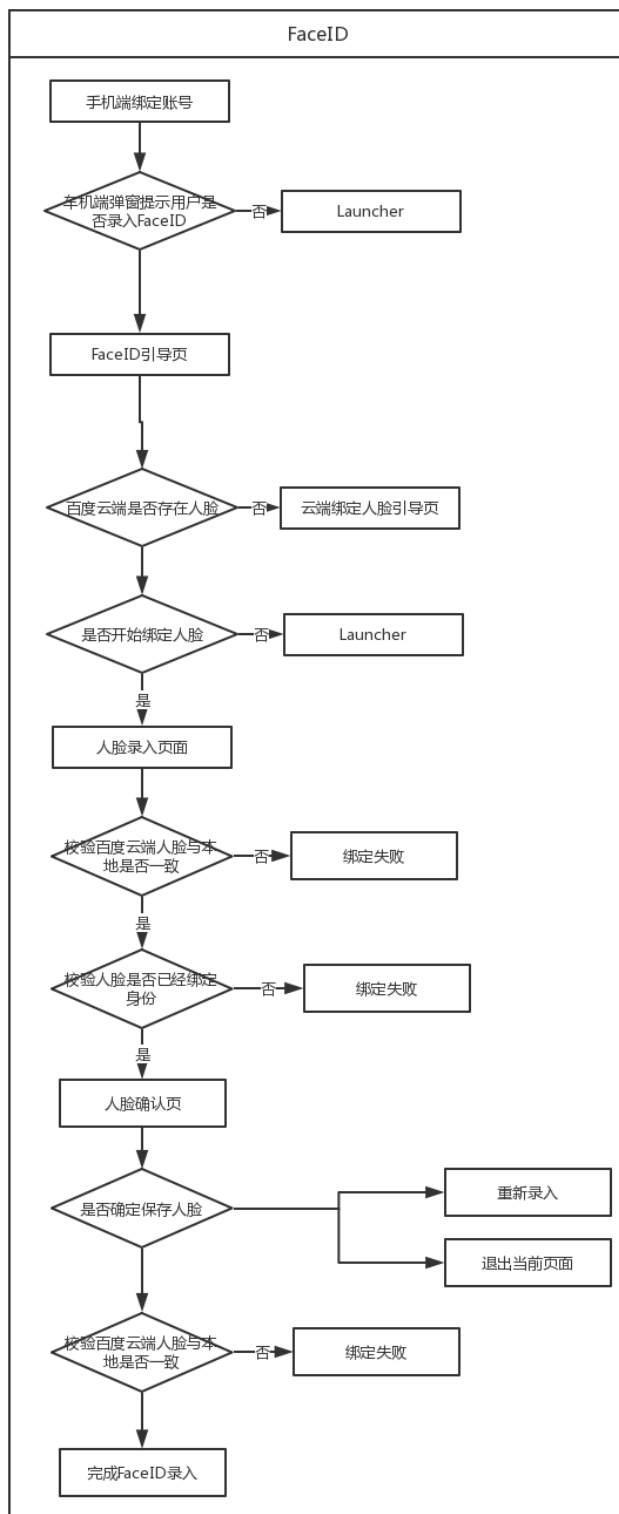 FaceID
手机端绑定账号
车机端弹窗提示用户是
否录入FaceID
否
Launcher
FaceID引导页
百度云端是否存在人脸
否
云端绑定人脸引导页
是否开始绑定人脸
否
Launcher
是
人脸录入页面
校验百度云端人脸与本
地是否一致
否
绑定失败
是
校验人脸是否已经绑定
身份
否
绑定失败
是
人脸确认页
是否确定保存人脸
重新录入
退出当前页面
校验百度云端人脸与本
地是否一致
否
绑定失败
完成FaceID录入